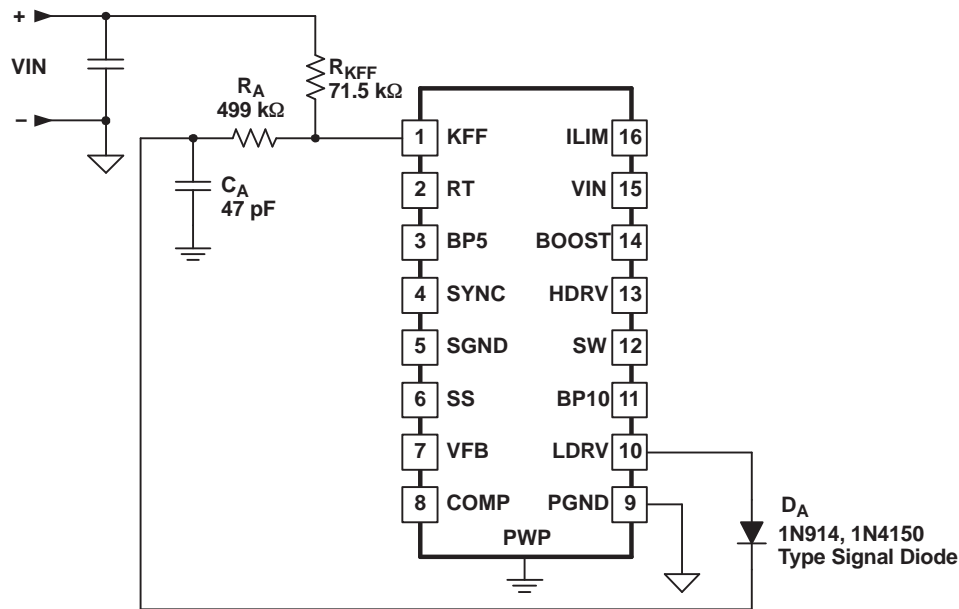 +
VIN
−
RKFF
71.5 kΩ
RA
499 kΩ
CA
47 pF
1 KFF
2 RT
3 BP5
4 SYNC
5 SGND
6 SS
7 VFB
8 COMP
ILIM 16
VIN 15
BOOST 14
HDRV 13
SW 12
BP10 11
LDRV 10
PGND 9
PWP
DA
1N914, 1N4150
Type Signal Diode